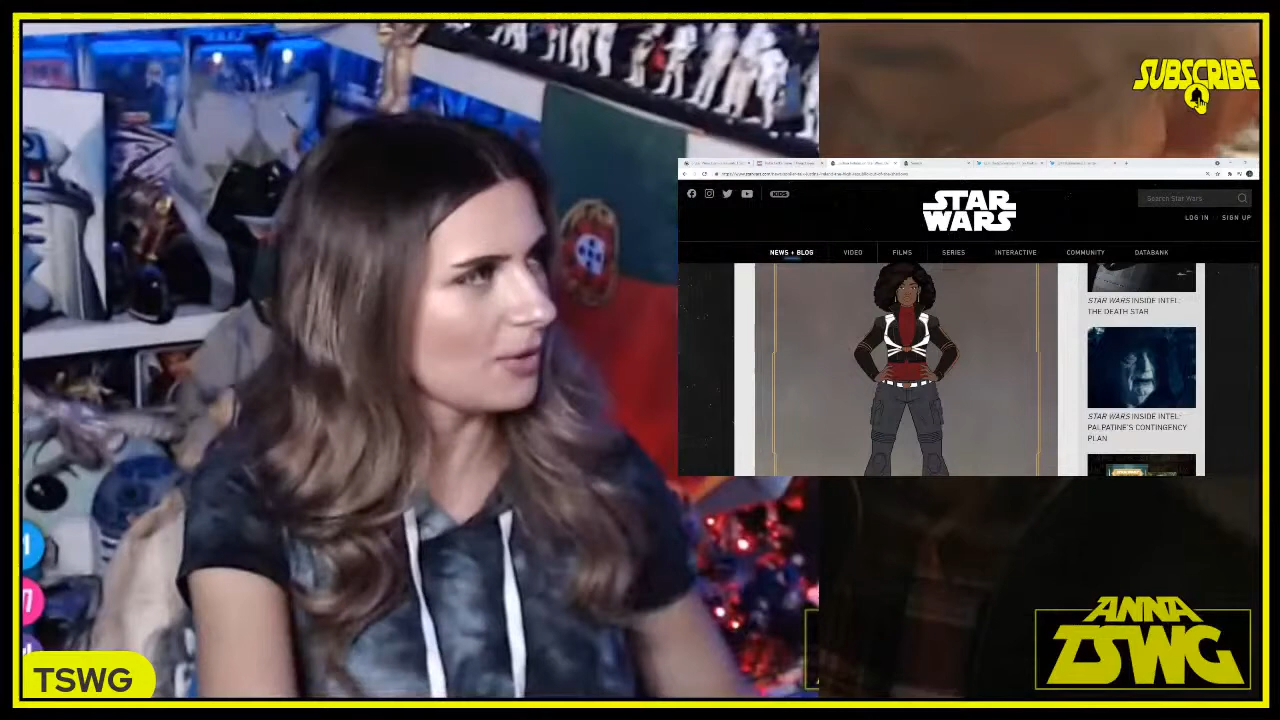 SUBSCRIBE
KIDS
STAR
WARS
Search Star Wars
LOG IN SIGN UP
NEWS + BLOG VIDEO FILMS SERIES INTERACTIVE COMMUNITY DATABANK
STAR WARS INSIDE INTEL:
THE DEATH STAR
STAR WARS INSIDE INTEL:
PALPATINE'S CONTINGENCY
PLAN
ANNA
TSWG
TSWG